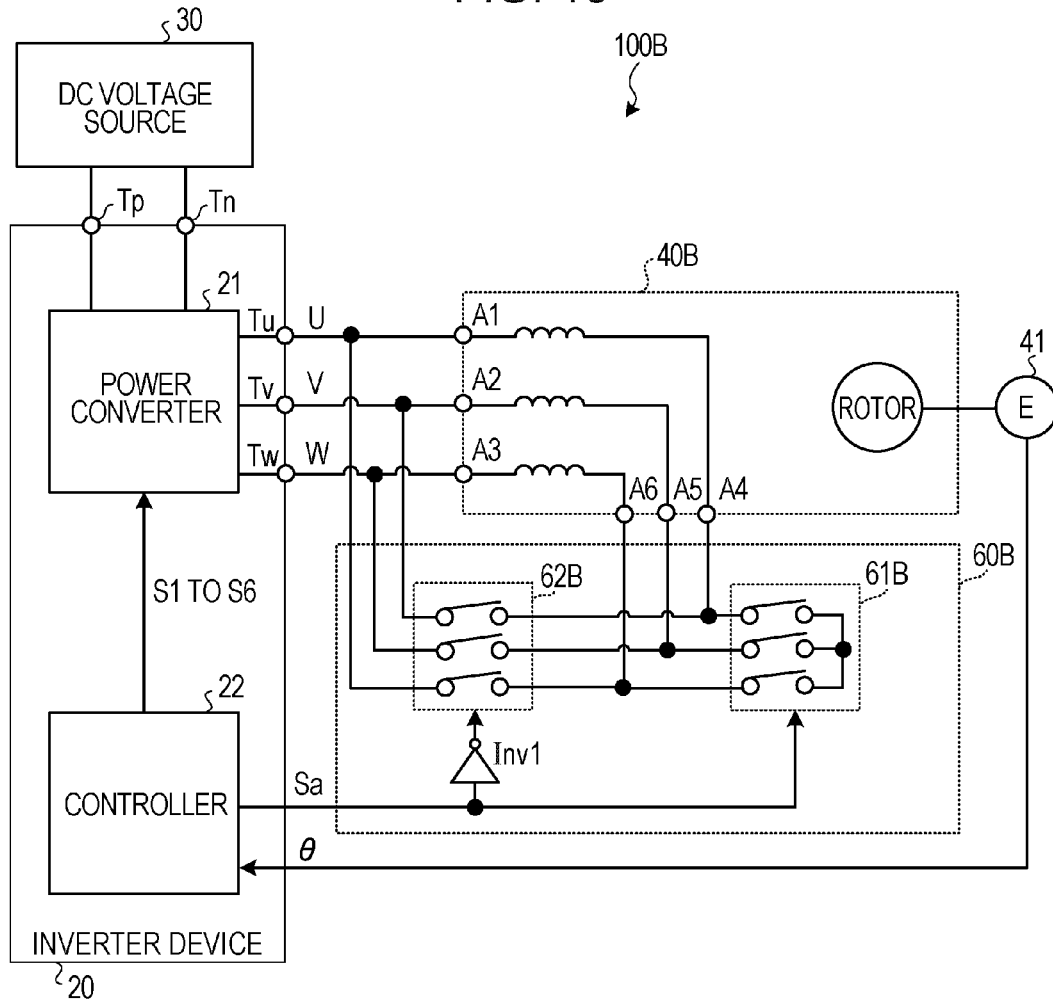 30
100B
DC VOLTAGE
SOURCE
Tp
Tn
40B
21
Tu
U
A1
41
POWER
CONVERTER
Tv
V
A2
ROTOR
E
Tw
W
A3
A6
A5
A4
62B
61B
60B
S1 TO S6
22
Inv1
Sa
CONTROLLER
θ
INVERTER DEVICE
20